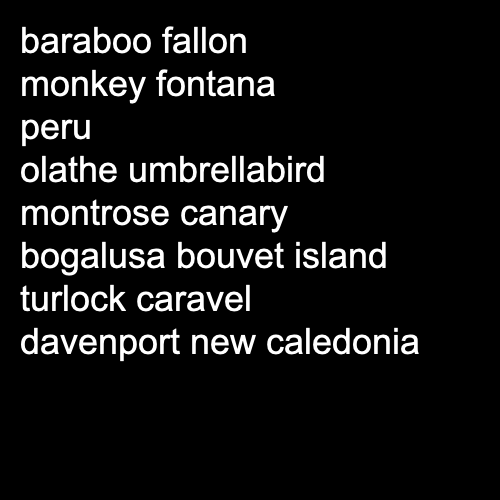 baraboo fallon
monkey fontana
peru
olathe umbrellabird
montrose canary
bogalusa bouvet island
turlock caravel
davenport new caledonia